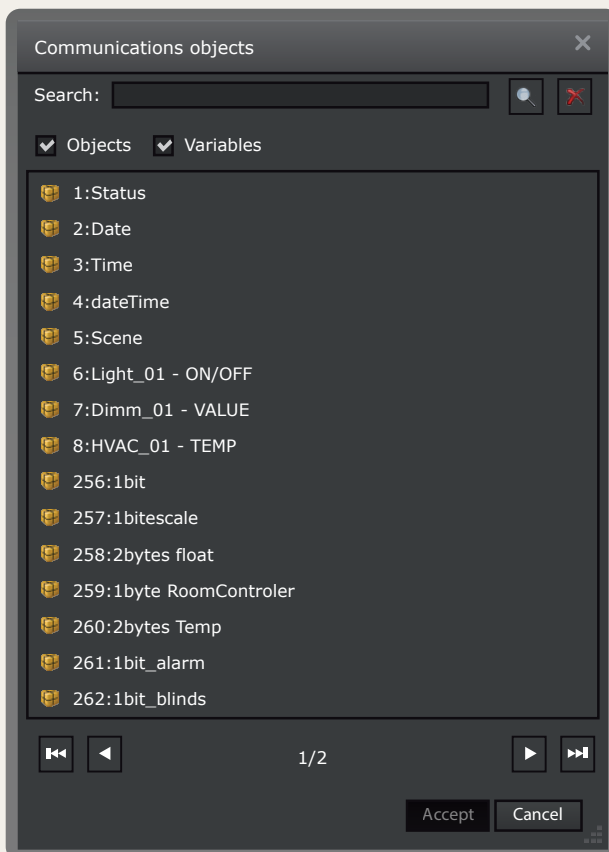 Communications objects
Search:
Objects Variables
1:Status
2:Date
3:Time
4:dateTime
5:Scene
6:Light_01 - ON/OFF
7:Dimm_01 - VALUE
8:HVAC_01 - TEMP
256:1bit
257:1bitescale
258:2bytes float
259:1byte RoomControler
260:2bytes Temp
261:1bit_alarm
262:1bit_blinds
1/2
Accept Cancel